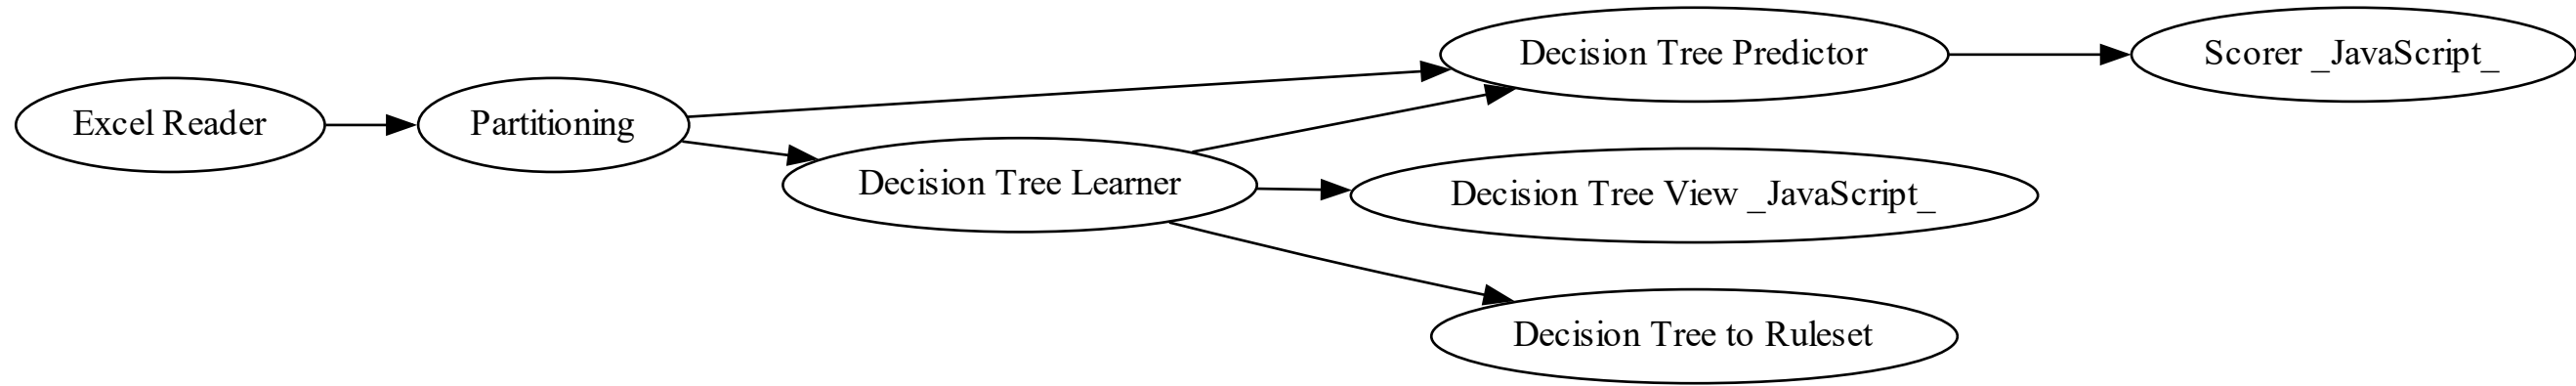 Excel Reader
Partitioning
Decision Tree Learner
Decision Tree Predictor
Decision Tree View _JavaScript_
Decision Tree to Ruleset
Scorer _JavaScript_